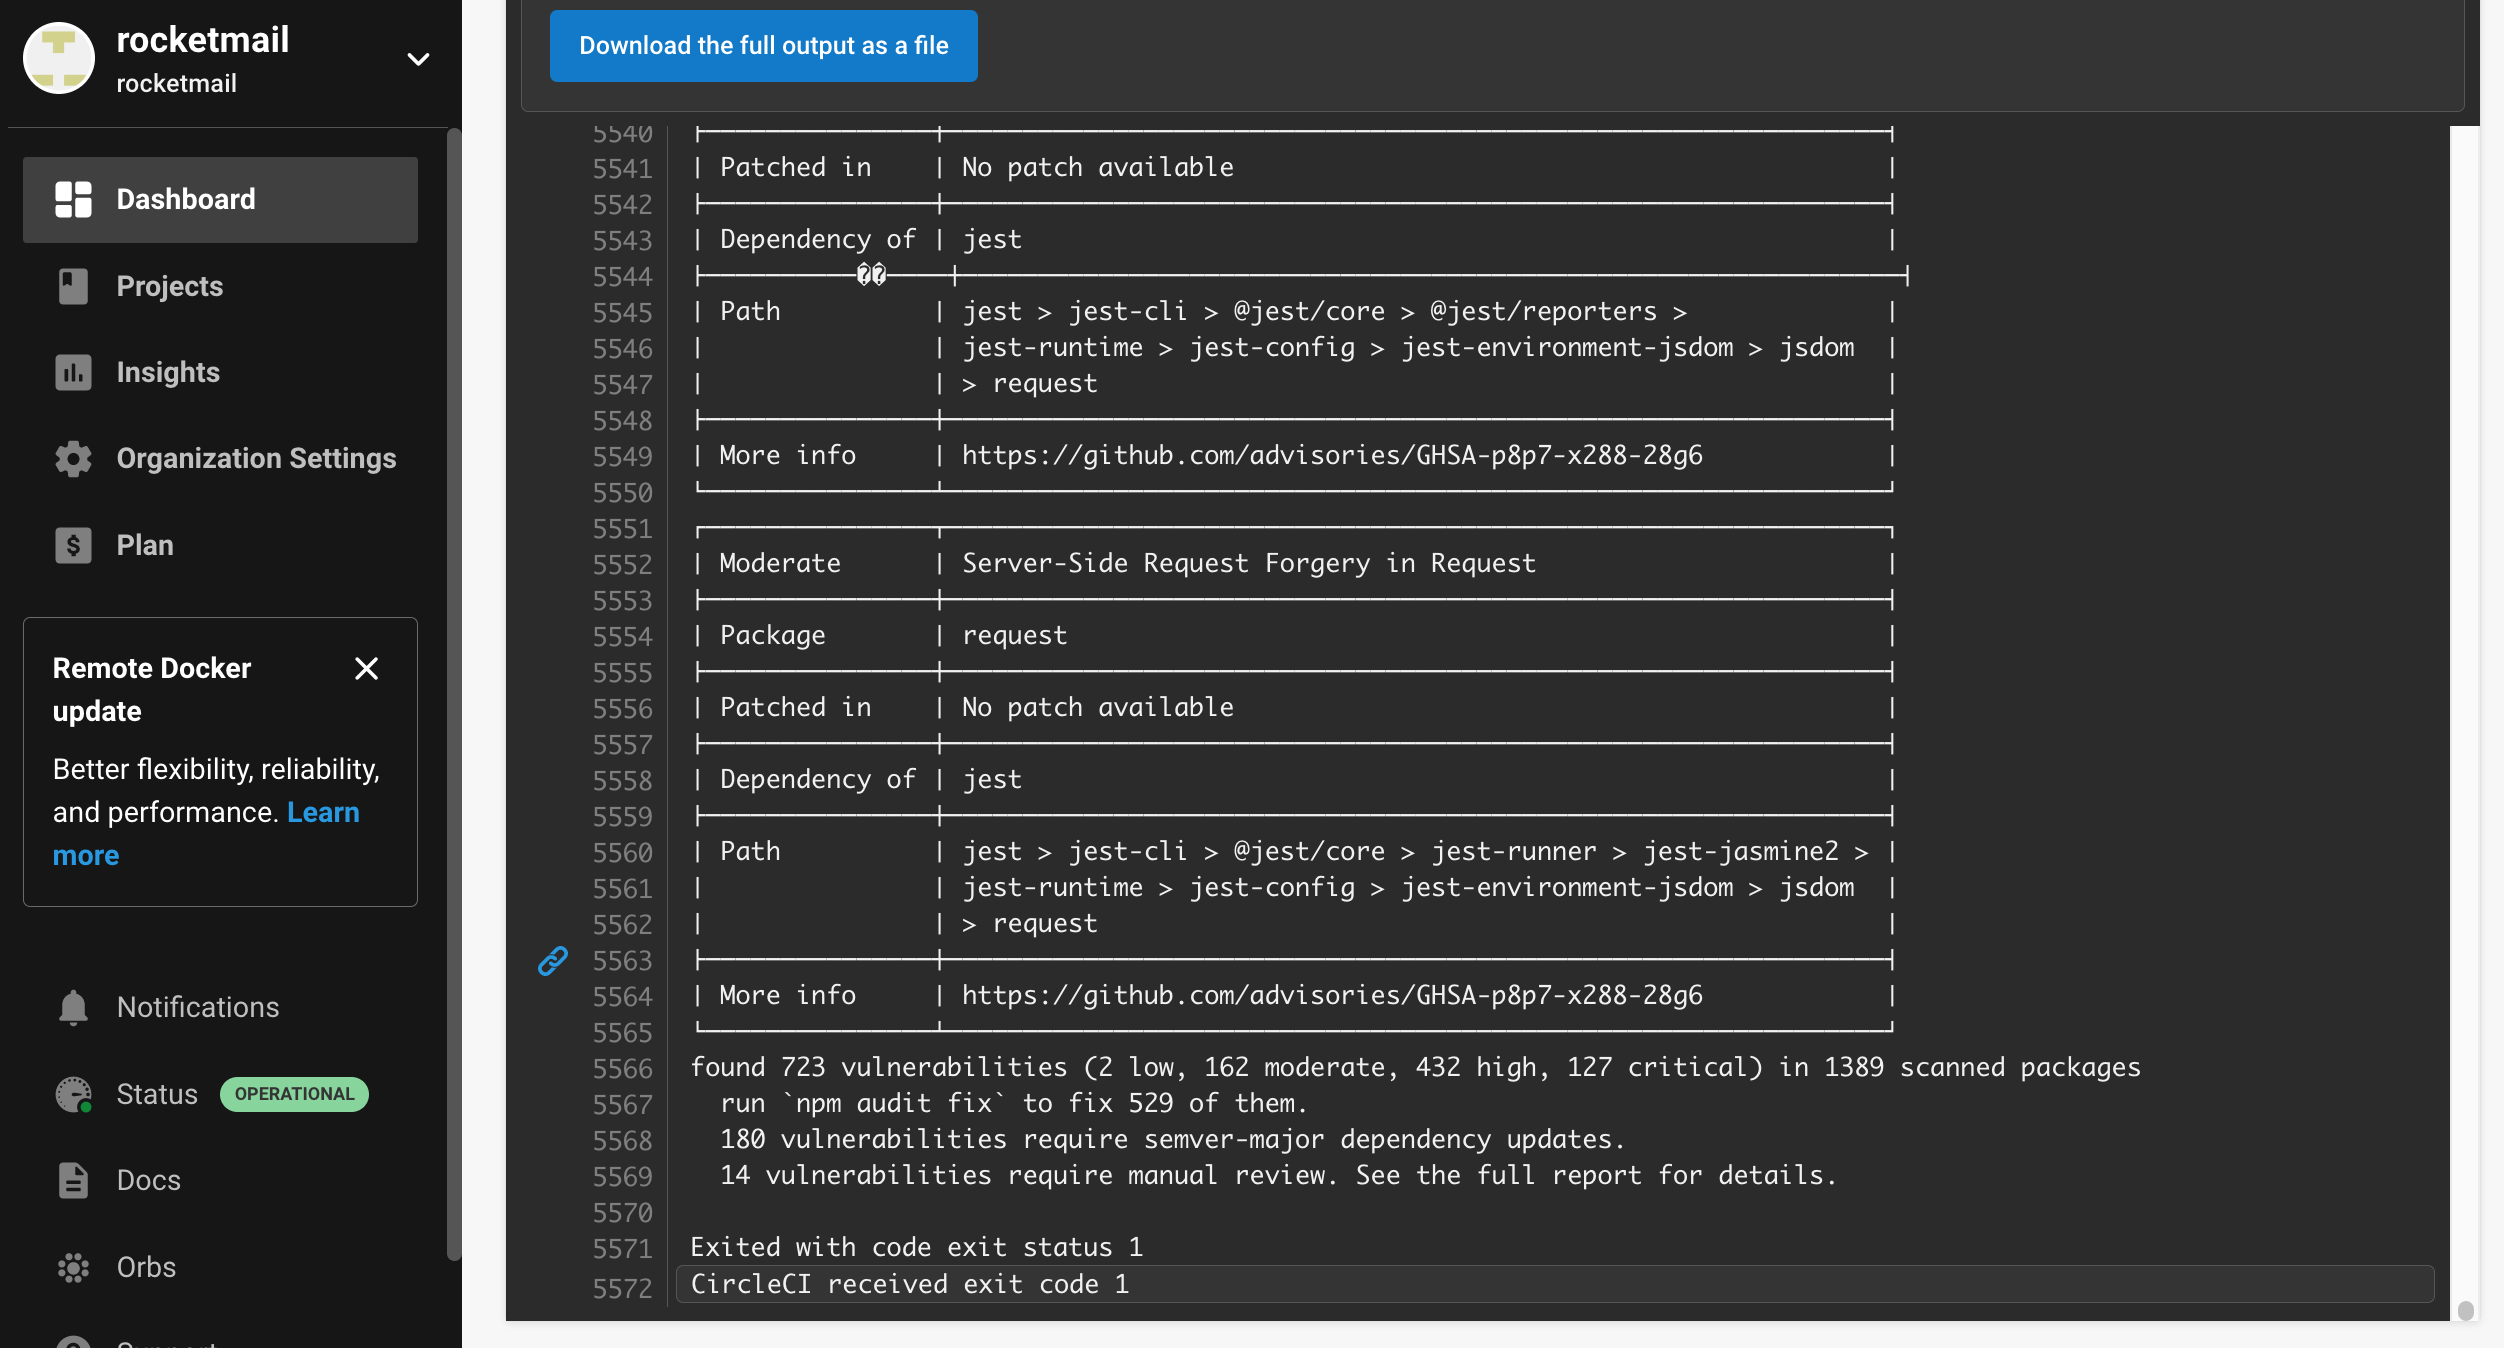 rocketmail
rocketmail
Dashboard
Projects
Insights
Organization Settings
Plan
Remote Docker
update
Better flexibility, reliability,
and performance. Learn
more
Notifications
Status OPERATIONAL
Docs
Orbs
Support
Download the full output as a file
5540
5541 | Patched in | No patch available |
5542
5543 | Dependency of | jest |
5544 ��
5545 | Path | jest > jest-cli > @jest/core > @jest/reporters > |
5546 | | jest-runtime > jest-config > jest-environment-jsdom > jsdom |
5547 | | > request |
5548
5549 | More info | https://github.com/advisories/GHSA-p8p7-x288-28g6 |
5550
5551
5552 | Moderate | Server-Side Request Forgery in Request |
5553
5554 | Package | request |
5555
5556 | Patched in | No patch available |
5557
5558 | Dependency of | jest |
5559
5560 | Path | jest > jest-cli > @jest/core > jest-runner > jest-jasmine2 > |
5561 | | jest-runtime > jest-config > jest-environment-jsdom > jsdom |
5562 | | > request |
5563
5564 | More info | https://github.com/advisories/GHSA-p8p7-x288-28g6 |
5565
5566 found 723 vulnerabilities (2 low, 162 moderate, 432 high, 127 critical) in 1389 scanned packages
5567 run `npm audit fix` to fix 529 of them.
5568 180 vulnerabilities require semver-major dependency updates.
5569 14 vulnerabilities require manual review. See the full report for details.
5570
5571 Exited with code exit status 1
5572 CircleCI received exit code 1